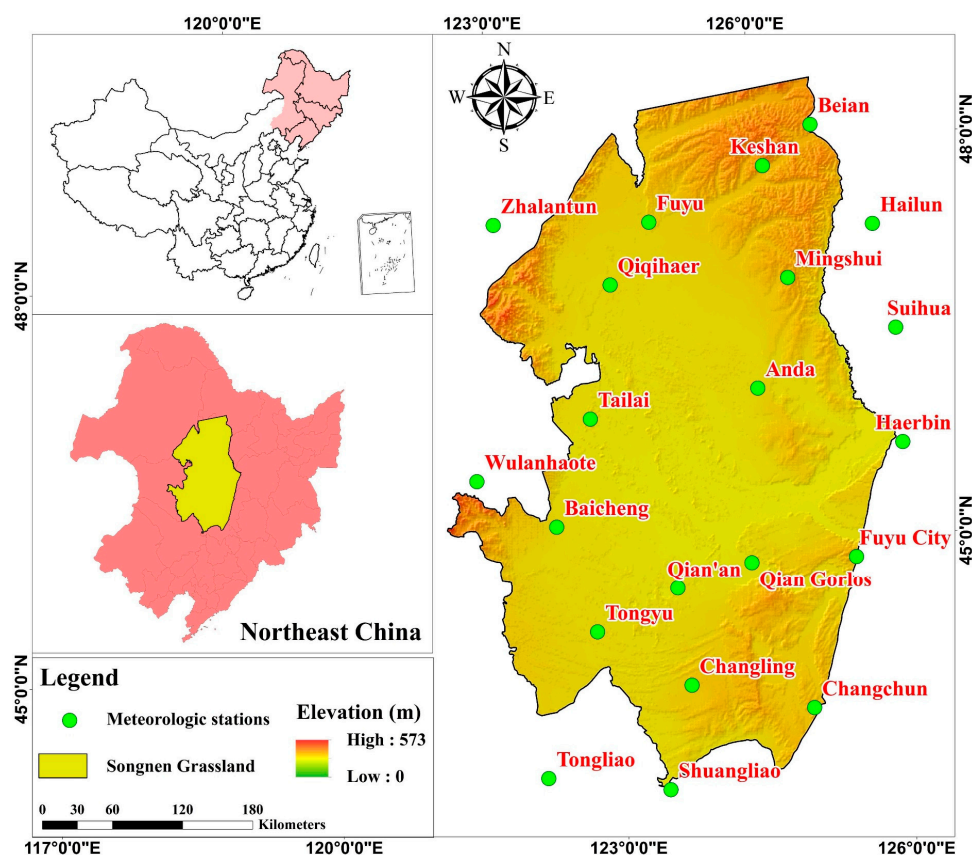 120°0'0"E
123°0'0"E
126°0'0"E
N
W
E
S
Beian
48°0'0"N
Keshan
Zhalantun
Fuyu
Hailun
48°0'0"N
Qiqihaer
Mingshui
Suihua
Anda
Tailai
Haerbin
Wulanhaote
Baicheng
45°0'0"N
Fuyu City
Qian'an
Qian Gorlos
Tongyu
Northeast China
Changling
Changchun
45°0'0"N
Legend
Meteorologic stations
Songnen Grassland
Elevation (m)
High : 573
Low : 0
Tongliao
Shuangliao
0 30 60 120 180
Kilometers
117°0'0"E
120°0'0"E
123°0'0"E
126°0'0"E